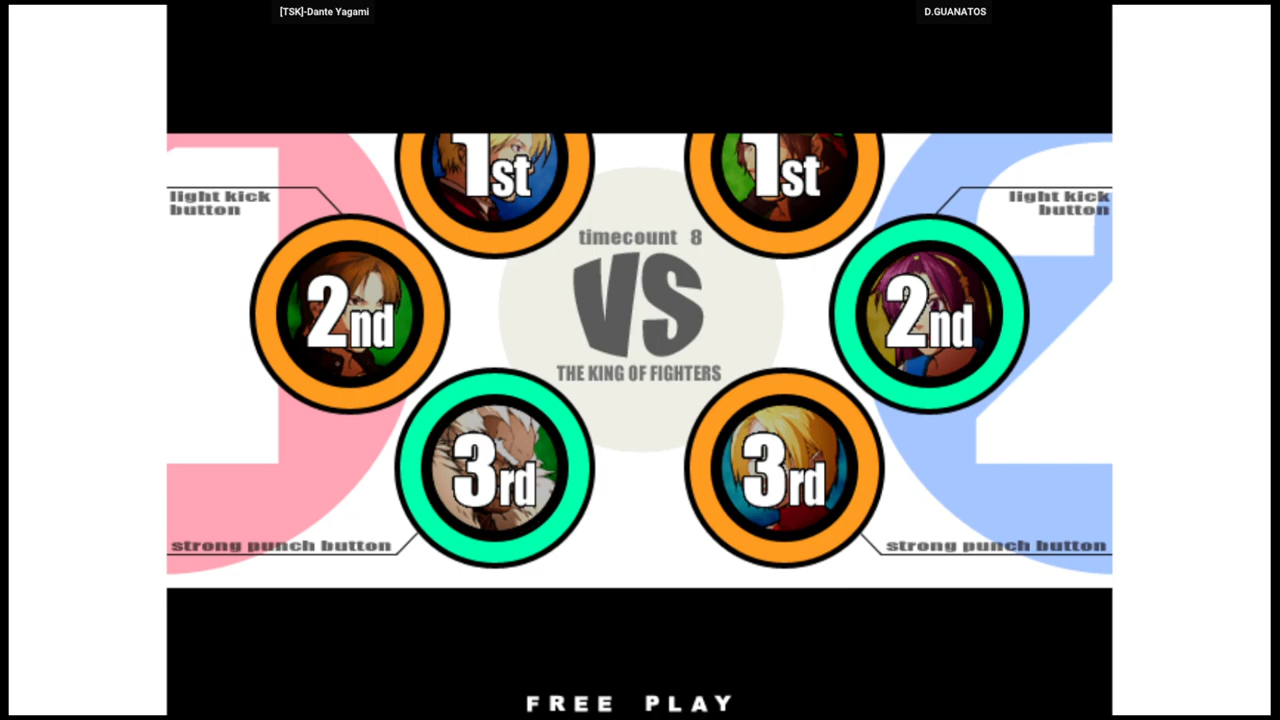 [TSK]-Dante Yagami
D.GUANATOS
1st
1st
light kick
button
light kick
button
timecount 8
2nd
VS
2nd
THE KING OF FIGHTERS
3rd
3rd
strong punch button
strong punch button
FREE PLAY